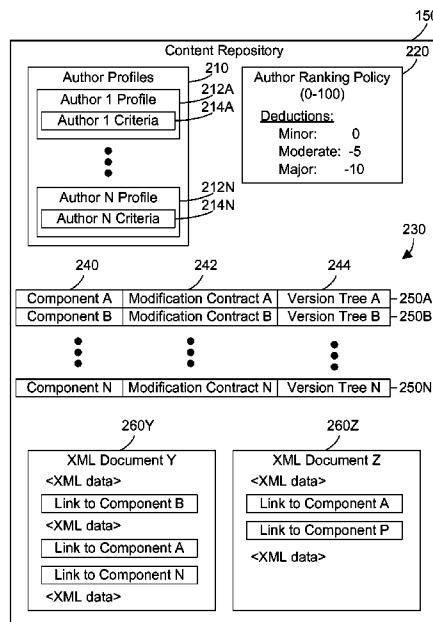 150
Content Repository
220
Author Profiles
210
212A
Author 1 Profile
214A
Author 1 Criteria
212N
Author N Profile
214N
Author N Criteria
Author Ranking Policy
(0-100)
Deductions:
Minor: 0
Moderate: -5
Major: -10
230
240 242 244
Component A Modification Contract A Version Tree A 250A
Component B Modification Contract B Version Tree B 250B
Component N Modification Contract N Version Tree N 250N
260Y
XML Document Y
<XML data>
Link to Component B
<XML data>
Link to Component A
Link to Component N
<XML data>
260Z
XML Document Z
<XML data>
Link to Component A
Link to Component P
<XML data>